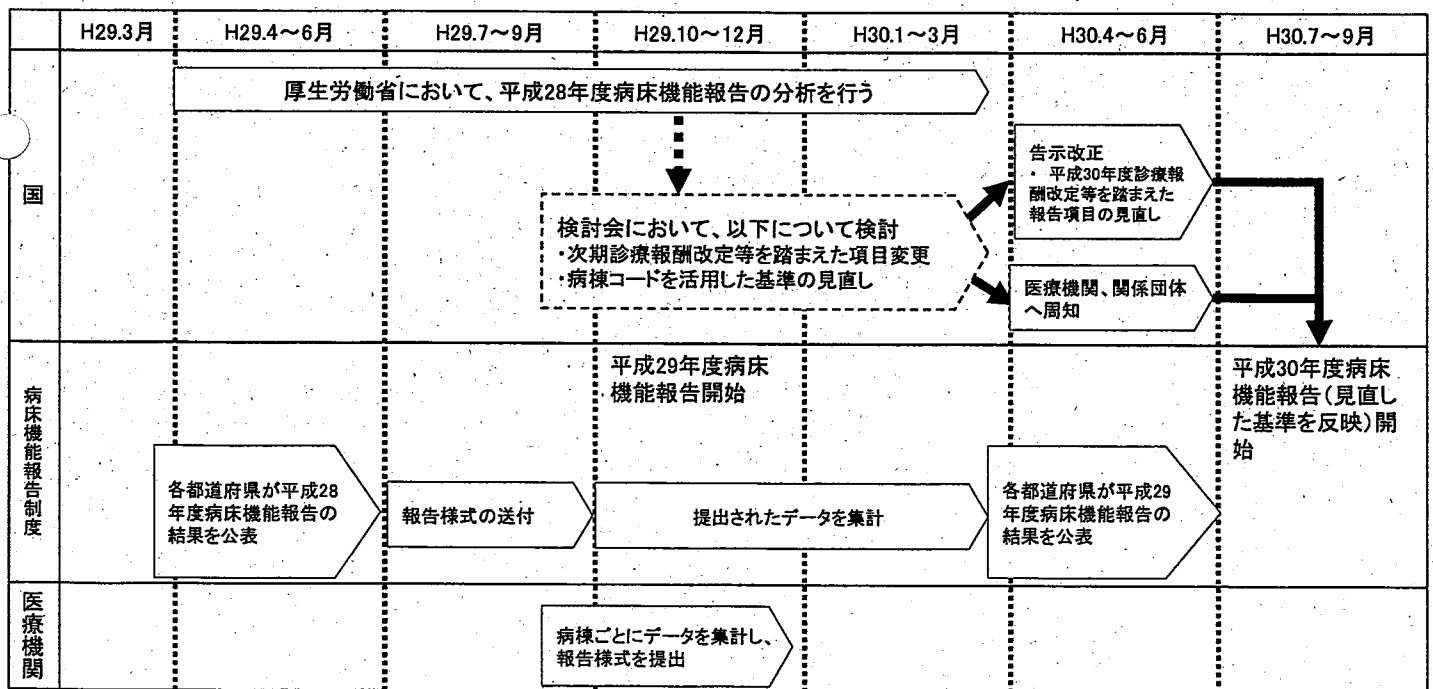 H29.3月
H29.4～6月
H29.7～9月
H29.10～12月
H30.1～3月
H30.4～6月
H30.7～9月
国
厚生労働省において、平成28年度病床機能報告の分析を行う
検討会において、以下について検討
・次期診療報酬改定等を踏まえた項目変更
・病棟コードを活用した基準の見直し
告示改正
・ 平成30年度診療報
酬改定等を踏まえた
報告項目の見直し
医療機関、関係団体
へ周知
病床機能報告制度
平成29年度病床
機能報告開始
平成30年度病床
機能報告(見直し
た基準を反映)開
始
各都道府県が平成28
年度病床機能報告の
結果を公表
報告様式の送付
提出されたデータを集計
各都道府県が平成29
年度病床機能報告の
結果を公表
医療機関
病棟ごとにデータを集計し、
報告様式を提出